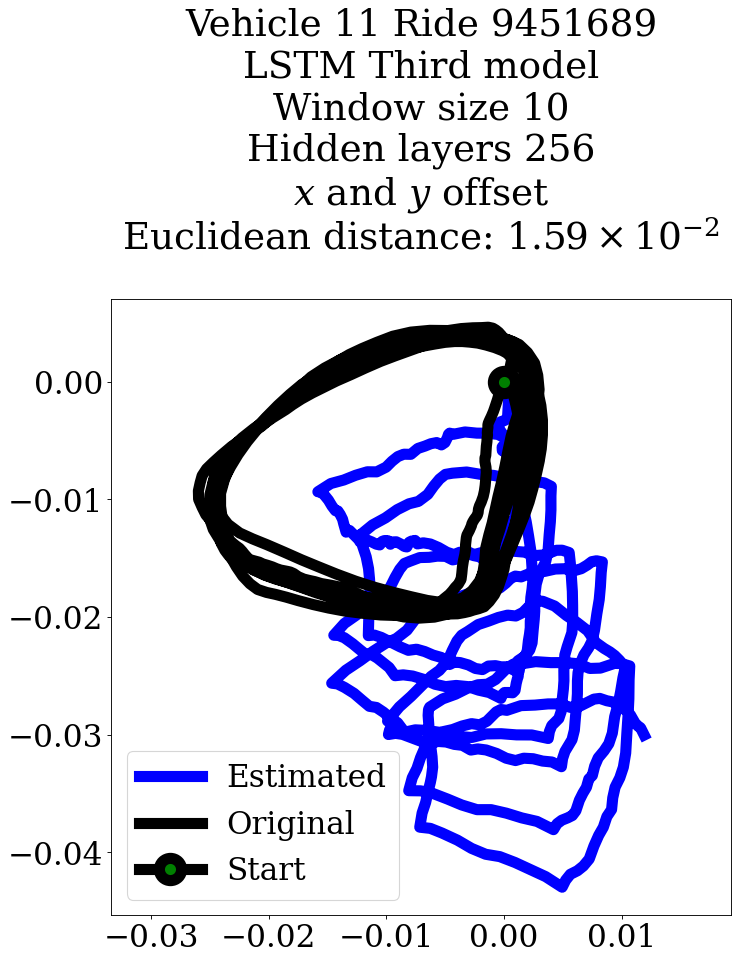 Vehicle 11 Ride 9451689
LSTM Third model
Window size 10
Hidden layers 256
x and y offset
Euclidean distance: 1.59 × 10⁻²
0.00
−0.01
−0.02
−0.03
−0.04
Estimated
Original
Start
−0.03 −0.02 −0.01 0.00 0.01